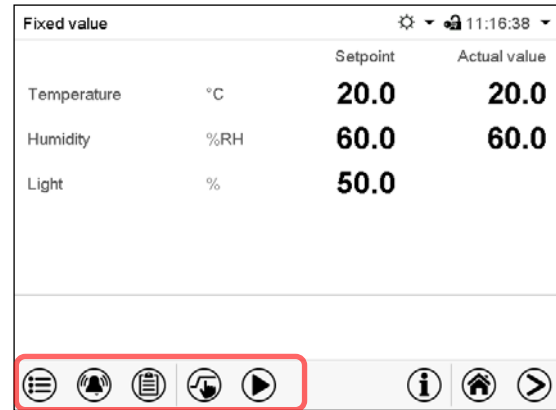 Fixed value 11:16:38
Setpoint Actual value
Temperature °C 20.0 20.0
Humidity %RH 60.0 60.0
Light % 50.0